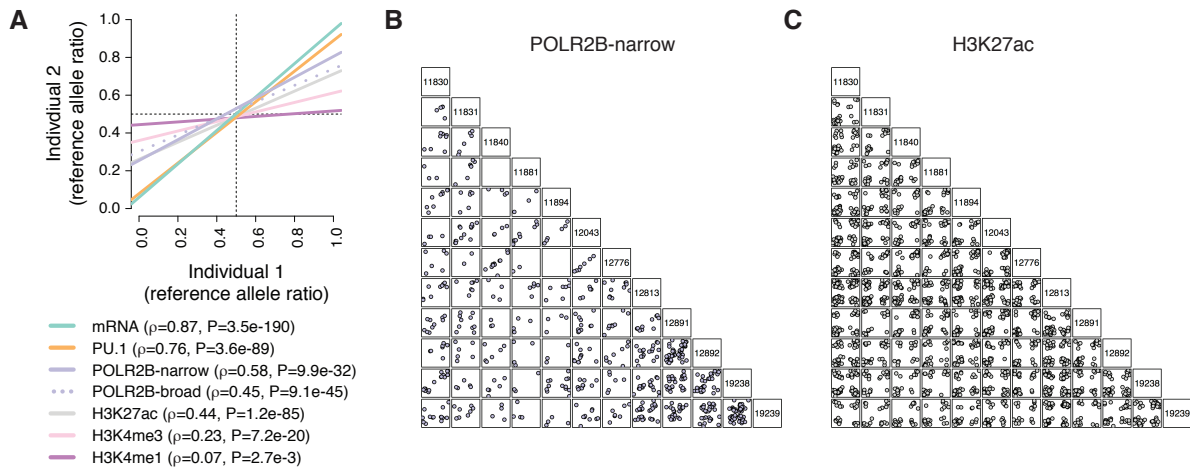 A
1.0
0.8
0.6
0.4
0.2
0.0
Indivdual 2
(reference allele ratio)
0.0 0.2 0.4 0.6 0.8 1.0
Individual 1
(reference allele ratio)
mRNA (ρ=0.87, P=3.5e-190)
PU.1 (ρ=0.76, P=3.6e-89)
POLR2B-narrow (ρ=0.58, P=9.9e-32)
POLR2B-broad (ρ=0.45, P=9.1e-45)
H3K27ac (ρ=0.44, P=1.2e-85)
H3K4me3 (ρ=0.23, P=7.2e-20)
H3K4me1 (ρ=0.07, P=2.7e-3)
B
POLR2B-narrow
11830
11831
11840
11881
11894
12043
12776
12813
12891
12892
19238
19239
C
H3K27ac
11830
11831
11840
11881
11894
12043
12776
12813
12891
12892
19238
19239